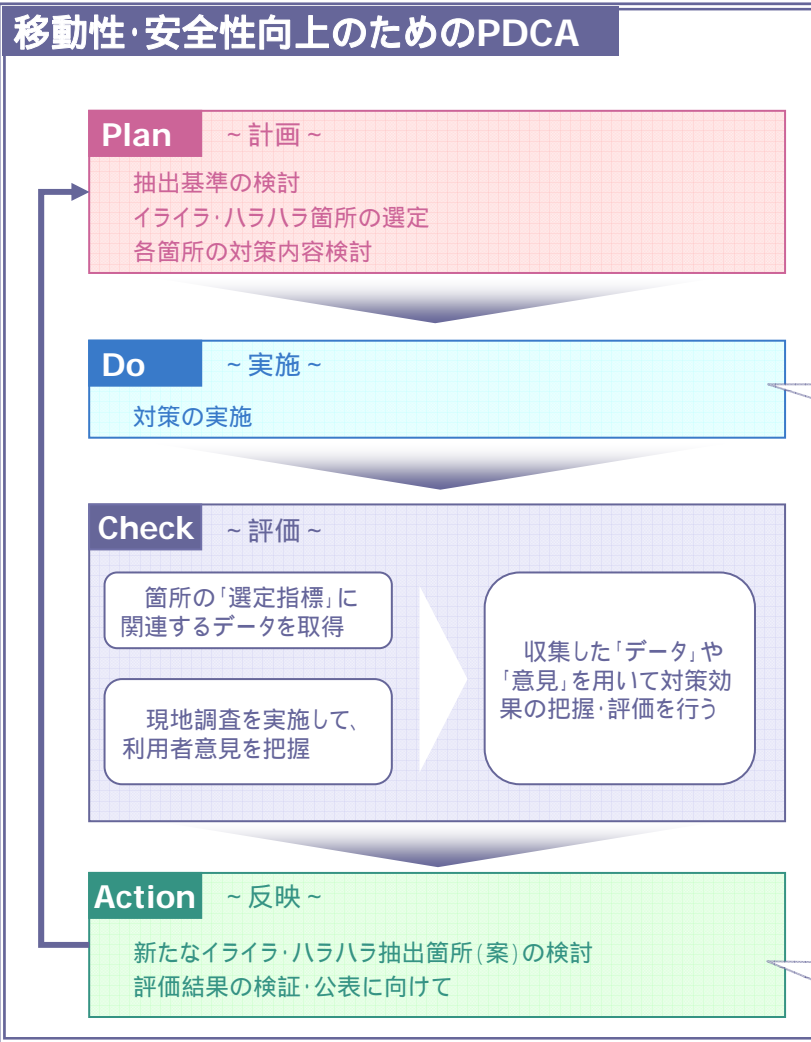 移動性･安全性向上のためのPDCA
Plan ~計画~
抽出基準の検討
イライラ･ハラハラ箇所の選定
各箇所の対策内容検討
Do ~実施~
対策の実施
Check ~評価~
箇所の｢選定指標｣に
関連するデータを取得
現地調査を実施して、
利用者意見を把握
収集した｢データ｣や
｢意見｣を用いて対策効
果の把握･評価を行う
Action ~反映~
新たなイライラ･ハラハラ抽出箇所(案)の検討
評価結果の検証･公表に向けて